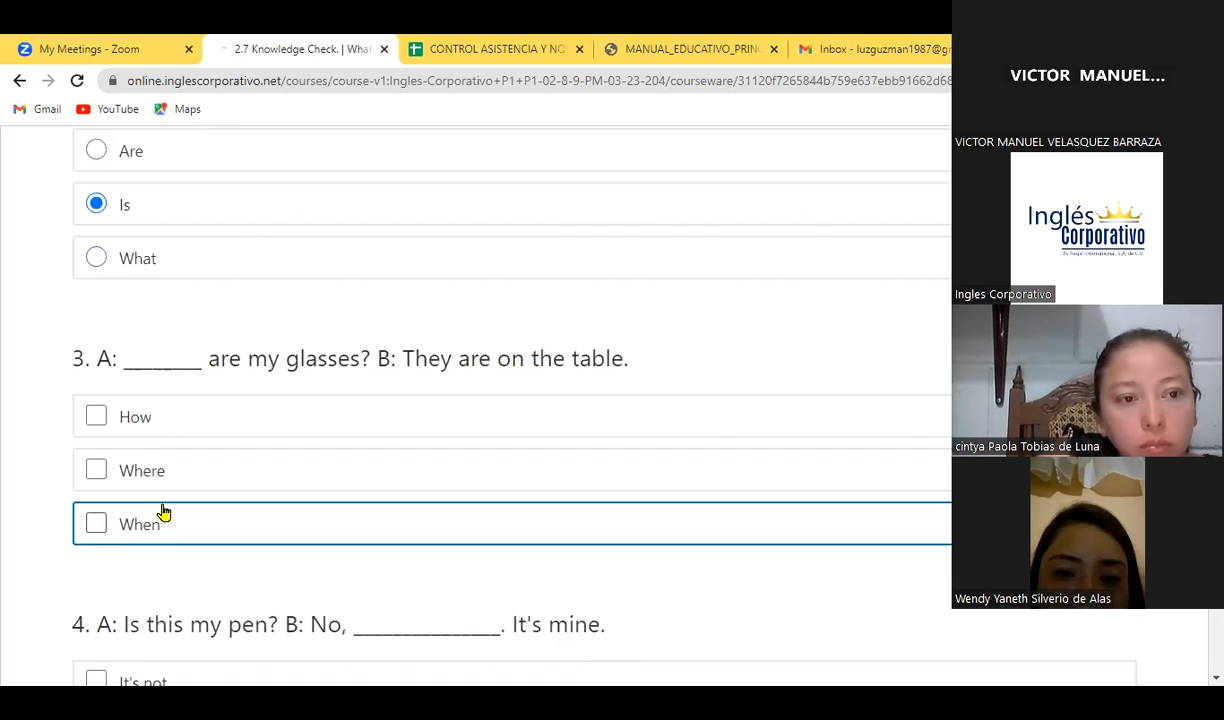 My Meetings - Zoom
2.7 Knowledge Check. | What
CONTROL ASISTENCIA Y NO
MANUAL_EDUCATIVO_PRIN
Inbox - luzguzman1987@g
online.inglescorporativo.net/courses/course-v1:Ingles-Corporativo+P1+P1-02-8-9-PM-03-23-204/courseware/31120f7265844b759e637ebb91662d68
Gmail
YouTube
Maps
Are
Is
What
3. A: ________ are my glasses? B: They are on the table.
How
Where
When
4. A: Is this my pen? B: No, _______________. It's mine.
It's not
VICTOR MANUEL...
VICTOR MANUEL VELASQUEZ BARRAZA
Inglés
Corporativo
Ingles Corporativo
cintya Paola Tobias de Luna
Wendy Yaneth Silverio de Alas